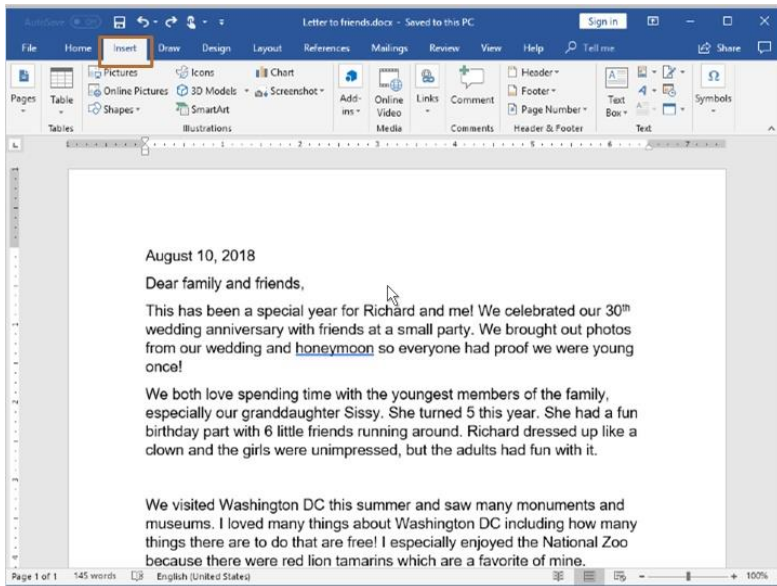 AutoSave Off Letter to friends.docx - Saved to this PC Sign in
File Home Insert Draw Design Layout References Mailings Review View Help Tell me Share
Pages
Table
Tables
Pictures
Online Pictures
Shapes
Icons
3D Models
SmartArt
Chart
Screenshot
Illustrations
Add-ins
Online Video
Media
Links
Comment
Comments
Header
Footer
Page Number
Header & Footer
Text Box
Text
Symbols
1 2 3 4 5 6 7
August 10, 2018
Dear family and friends,
This has been a special year for Richard and me! We celebrated our 30th
wedding anniversary with friends at a small party. We brought out photos
from our wedding and honeymoon so everyone had proof we were young
once!
We both love spending time with the youngest members of the family,
especially our granddaughter Sissy. She turned 5 this year. She had a fun
birthday part with 6 little friends running around. Richard dressed up like a
clown and the girls were unimpressed, but the adults had fun with it.
We visited Washington DC this summer and saw many monuments and
museums. I loved many things about Washington DC including how many
things there are to do that are free! I especially enjoyed the National Zoo
because there were red lion tamarins which are a favorite of mine.
Page 1 of 1 145 words English (United States) 100%